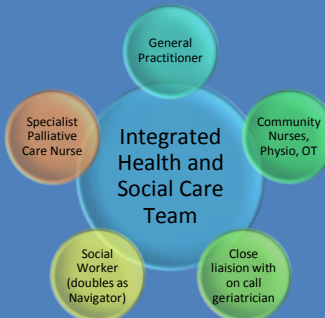 General
Practitioner
Specialist
Palliative
Care Nurse
Community
Nurses,
Physio, OT
Integrated
Health and
Social Care
Team
Social
Worker
(doubles as
Navigator)
Close
liaison with
on call
geriatrician